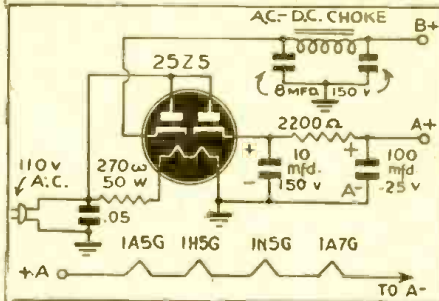 A.C.-D.C. CHOKE
B+
25Z5
8 MFD. 150 V
2200 Ω
A+
110 V
A.C.
270 ω
50 W
.05
+
-
10
mfd.
150 V
+
A-
100
mfd.
-25 V
1A5G 1H5G 1N5G 1A7G
+A
TO A-